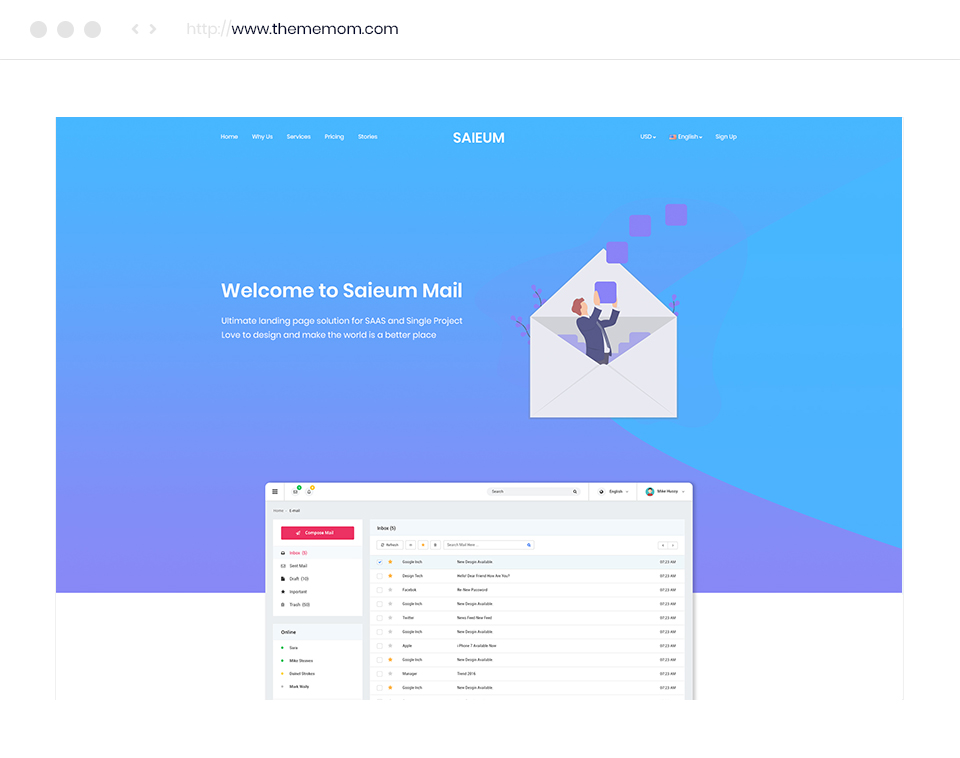 http://www.thememom.com
Home Why Us Services Pricing Stories SAIEUM USD English Sign Up
Welcome to Saieum Mail
Ultimate landing page solution for SAAS and Single Project
Love to design and make the world is a better place
Search English Mike Hussy
Home E-mail
Compose Mail
Inbox (5)
Sent Mail
Draft (10)
Important
Trash (50)
Online
Sara
Mike Steaven
Mark Wally
Inbox (5)
Refresh Search Mail Here...
Google Inch New Design Available 07:23 AM
Design Tech Hello! Dear Friend How Are You? 07:23 AM
Facebok Re New Password 07:23 AM
Google Inch New Design Available 07:23 AM
Twitter News Feed New Feed 07:23 AM
Google Inch New Design Available 07:23 AM
Apple i Phone 7 Available Now 07:23 AM
Google Inch New Design Available 07:23 AM
Manager Trend 2016 07:23 AM
Google Inch New Design Available 07:23 AM